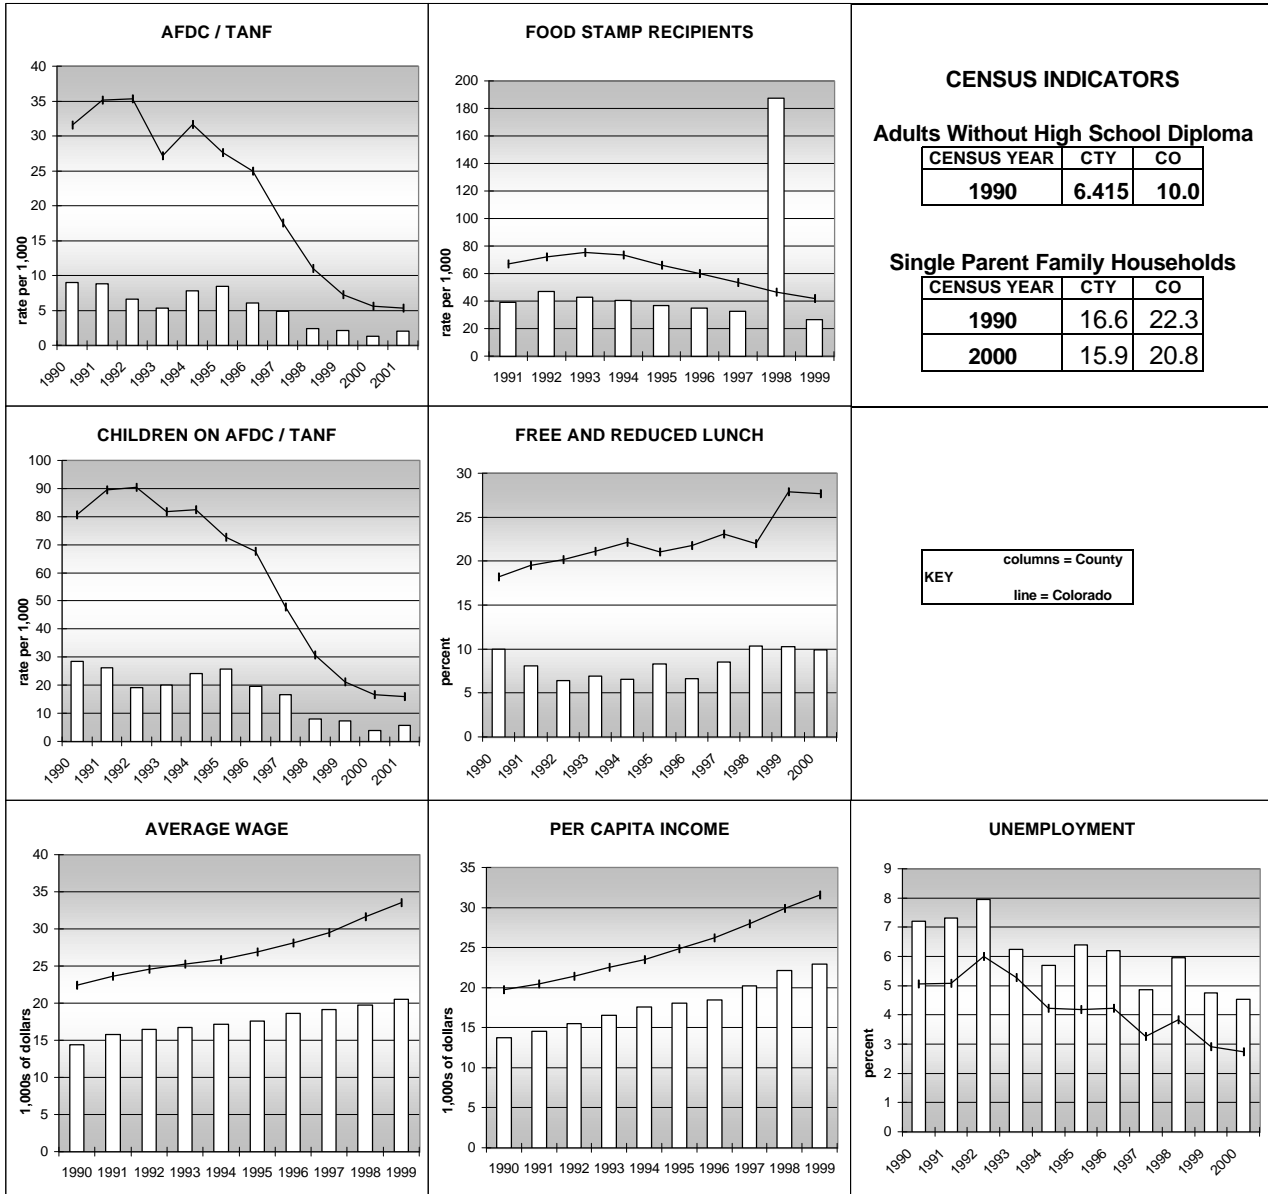 AFDC / TANF
40
35
30
25
20
15
10
5
0
rate per 1,000
1990 1991 1992 1993 1994 1995 1996 1997 1998 1999 2000 2001
FOOD STAMP RECIPIENTS
200
180
160
140
120
100
80
60
40
20
0
rate per 1,000
1991 1992 1993 1994 1995 1996 1997 1998 1999
CENSUS INDICATORS
Adults Without High School Diploma
CENSUS YEAR CTY CO
1990 6.415 10.0
Single Parent Family Households
CENSUS YEAR CTY CO
1990 16.6 22.3
2000 15.9 20.8
CHILDREN ON AFDC / TANF
100
90
80
70
60
50
40
30
20
10
0
rate per 1,000
1990 1991 1992 1993 1994 1995 1996 1997 1998 1999 2000 2001
FREE AND REDUCED LUNCH
30
25
20
15
10
5
0
percent
1990 1991 1992 1993 1994 1995 1996 1997 1998 1999 2000
columns = County
KEY
line = Colorado
AVERAGE WAGE
40
35
30
25
20
15
10
5
0
1,000s of dollars
1990 1991 1992 1993 1994 1995 1996 1997 1998 1999
PER CAPITA INCOME
35
30
25
20
15
10
5
0
1,000s of dollars
1990 1991 1992 1993 1994 1995 1996 1997 1998 1999
UNEMPLOYMENT
9
8
7
6
5
4
3
2
1
0
percent
1990 1991 1992 1993 1994 1995 1996 1997 1998 1999 2000